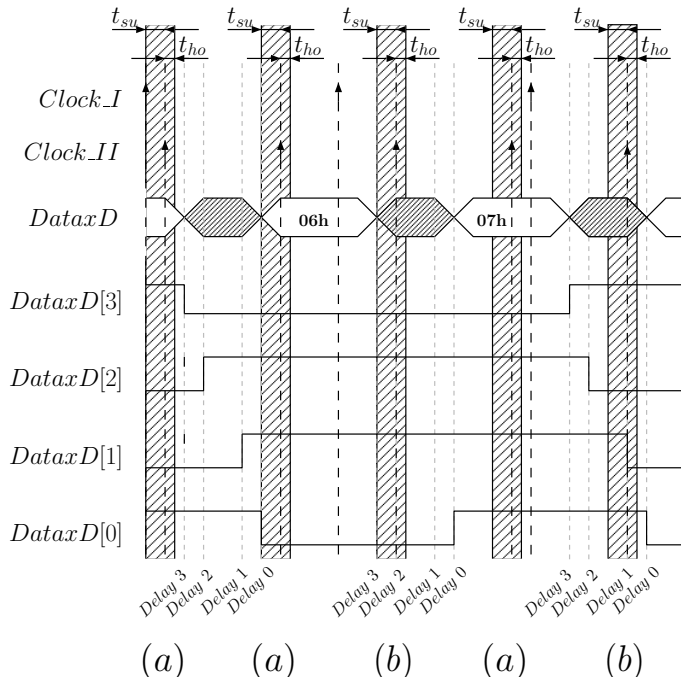 t_su t_su t_su t_su t_su
t_ho t_ho t_ho t_ho t_ho
Clock_I
Clock_II
DataxD 06h 07h
DataxD[3]
DataxD[2]
DataxD[1]
DataxD[0]
Delay 3 Delay 2 Delay 1 Delay 0 Delay 3 Delay 2 Delay 1 Delay 0 Delay 3 Delay 2 Delay 1 Delay 0
(a) (a) (b) (a) (b)